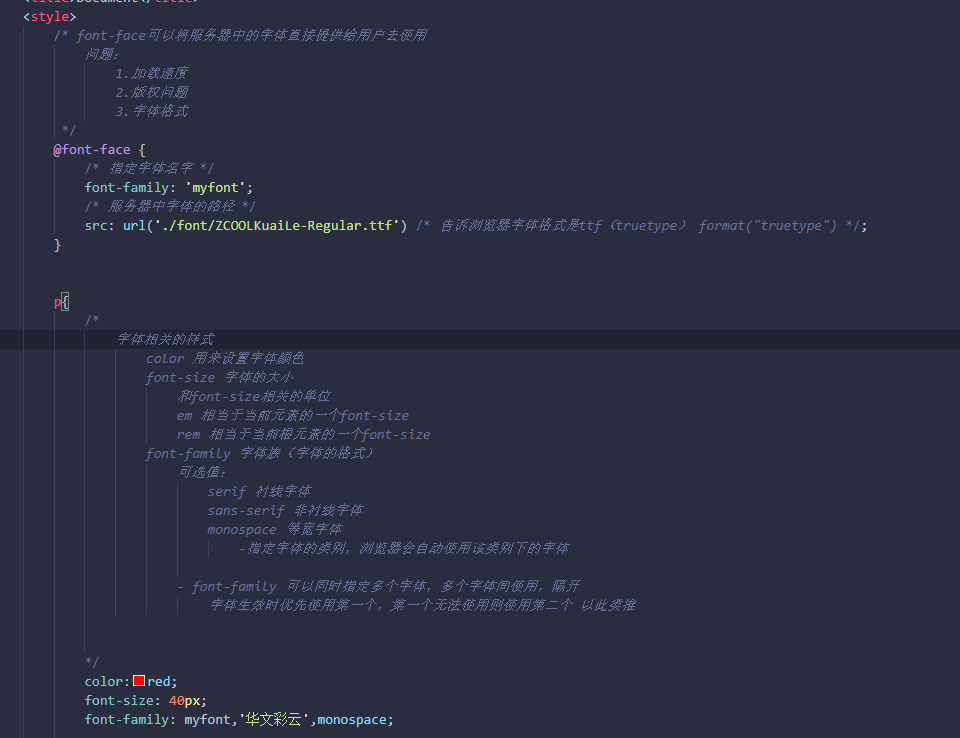 <title>Document</title>
<style>
/* font-face可以将服务器中的字体直接提供给用户去使用
问题：
1.加载速度
2.版权问题
3.字体格式
*/
@font-face {
/* 指定字体名字 */
font-family: 'myfont';
/* 服务器中字体的路径 */
src: url('./font/ZCOOLKuaiLe-Regular.ttf') /* 告诉浏览器字体格式是ttf（truetype） format("truetype") */;
}
p{
/*
字体相关的样式
color 用来设置字体颜色
font-size 字体的大小
和font-size相关的单位
em 相当于当前元素的一个font-size
rem 相当于当前根元素的一个font-size
font-family 字体族（字体的格式）
可选值：
serif 衬线字体
sans-serif 非衬线字体
monospace 等宽字体
-指定字体的类别，浏览器会自动使用该类别下的字体
- font-family 可以同时指定多个字体，多个字体间使用，隔开
字体生效时优先使用第一个，第一个无法使用则使用第二个 以此类推
*/
color:red;
font-size: 40px;
font-family: myfont,'华文彩云',monospace;